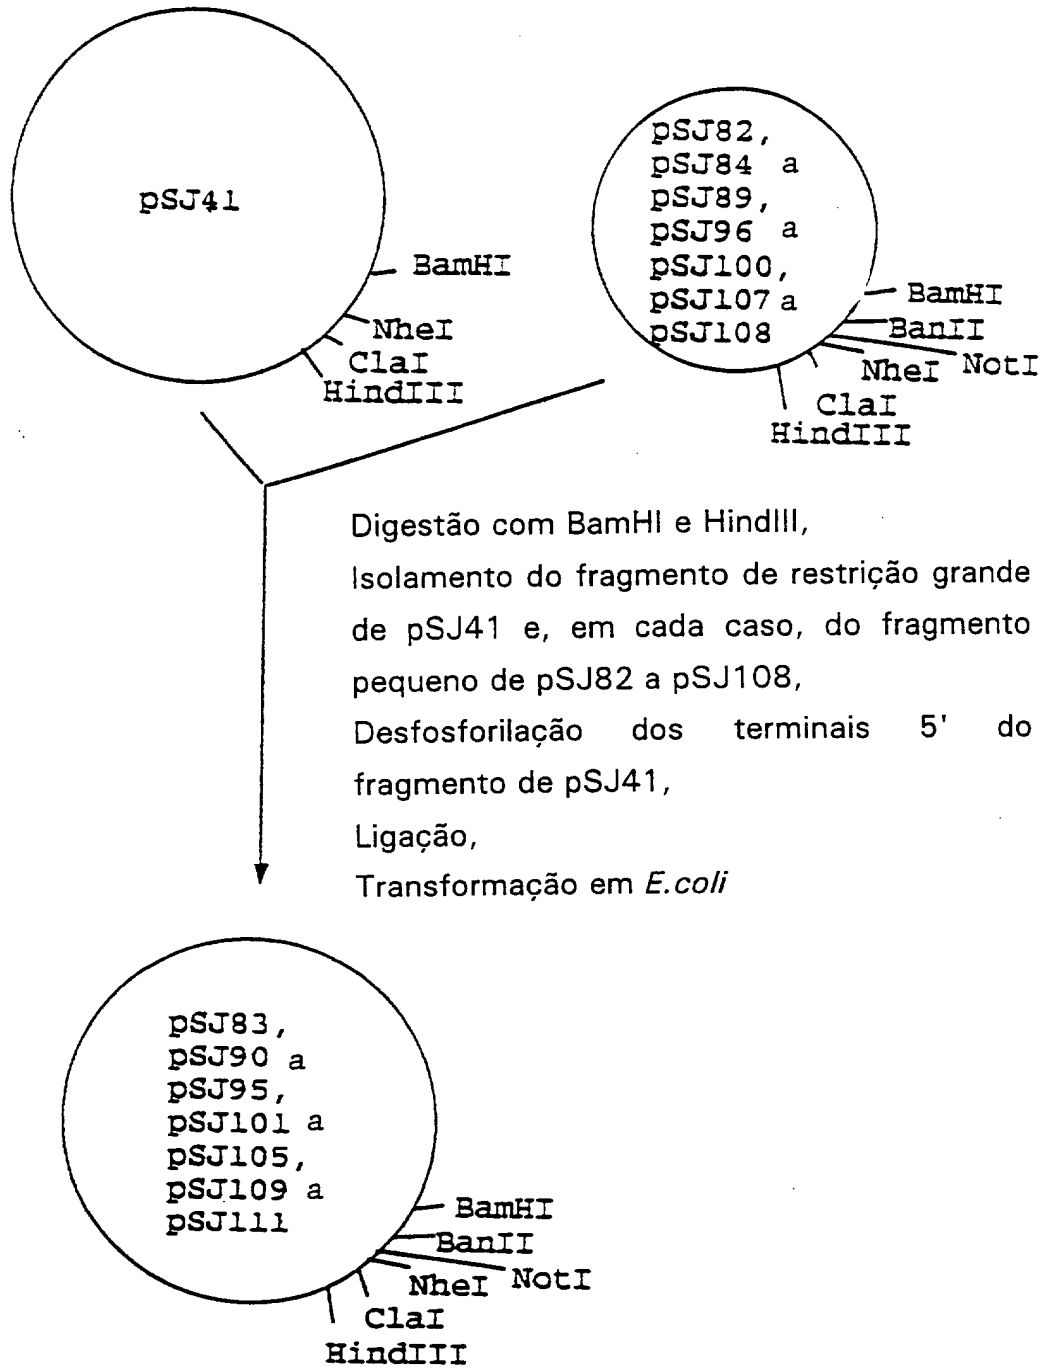 pSJ41
BamHI
NheI
ClaI
HindIII
pSJ82,
pSJ84 a
pSJ89,
pSJ96 a
pSJ100,
pSJ107 a
pSJ108
BamHI
BanII
NotI
NheI
ClaI
HindIII
Digestão com BamHI e HindIII,
Isolamento do fragmento de restrição grande
de pSJ41 e, em cada caso, do fragmento
pequeno de pSJ82 a pSJ108,
Desfosforilação dos terminais 5' do
fragmento de pSJ41,
Ligação,
Transformação em E.coli
pSJ83,
pSJ90 a
pSJ95,
pSJ101 a
pSJ105,
pSJ109 a
pSJ111
BamHI
BanII
NotI
NheI
ClaI
HindIII